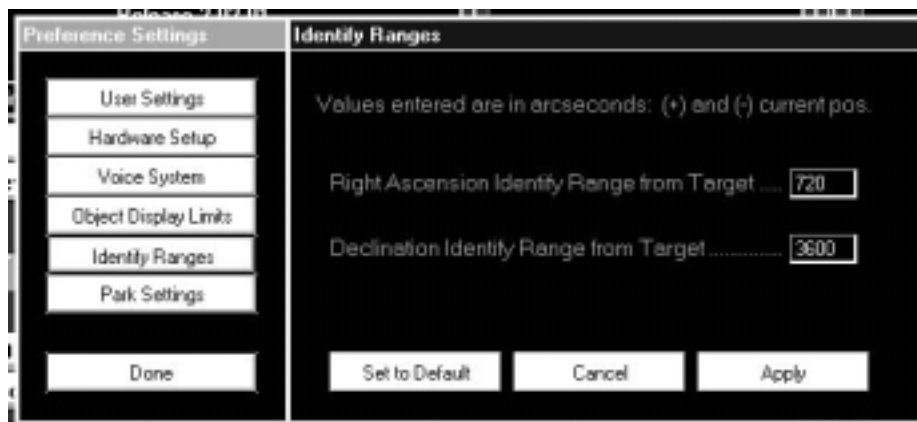 Preference Settings
User Settings
Hardware Setup
Voice System
Object Display Limits
Identify Ranges
Park Settings
Done
Identify Ranges
Values entered are in arcseconds: (+) and (-) current pos.
Right Ascension Identify Range from Target .... 720
Declination Identify Range from Target .............. 3600
Set to Default
Cancel
Apply